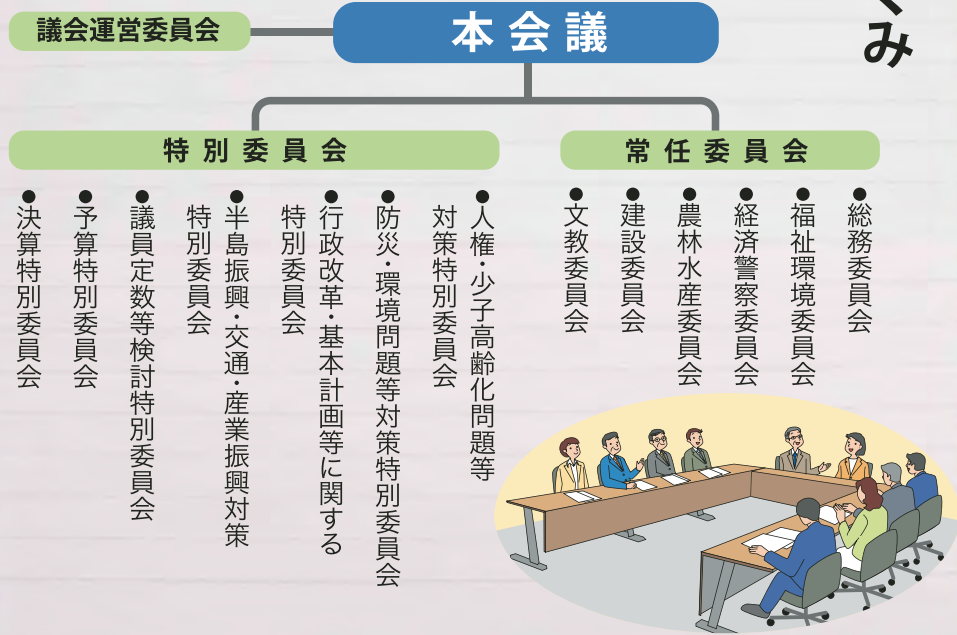 くみ
本会議
議会運営委員会
常任委員会
●総務委員会
●福祉環境委員会
●経済警察委員会
●農林水産委員会
●建設委員会
●文教委員会
特別委員会
●人権・少子高齢化問題等
対策特別委員会
●防災・環境問題等対策特別委員会
●行政改革・基本計画等に関する
特別委員会
●半島振興・交通・産業振興対策
特別委員会
●議員定数等検討特別委員会
●予算特別委員会
●決算特別委員会